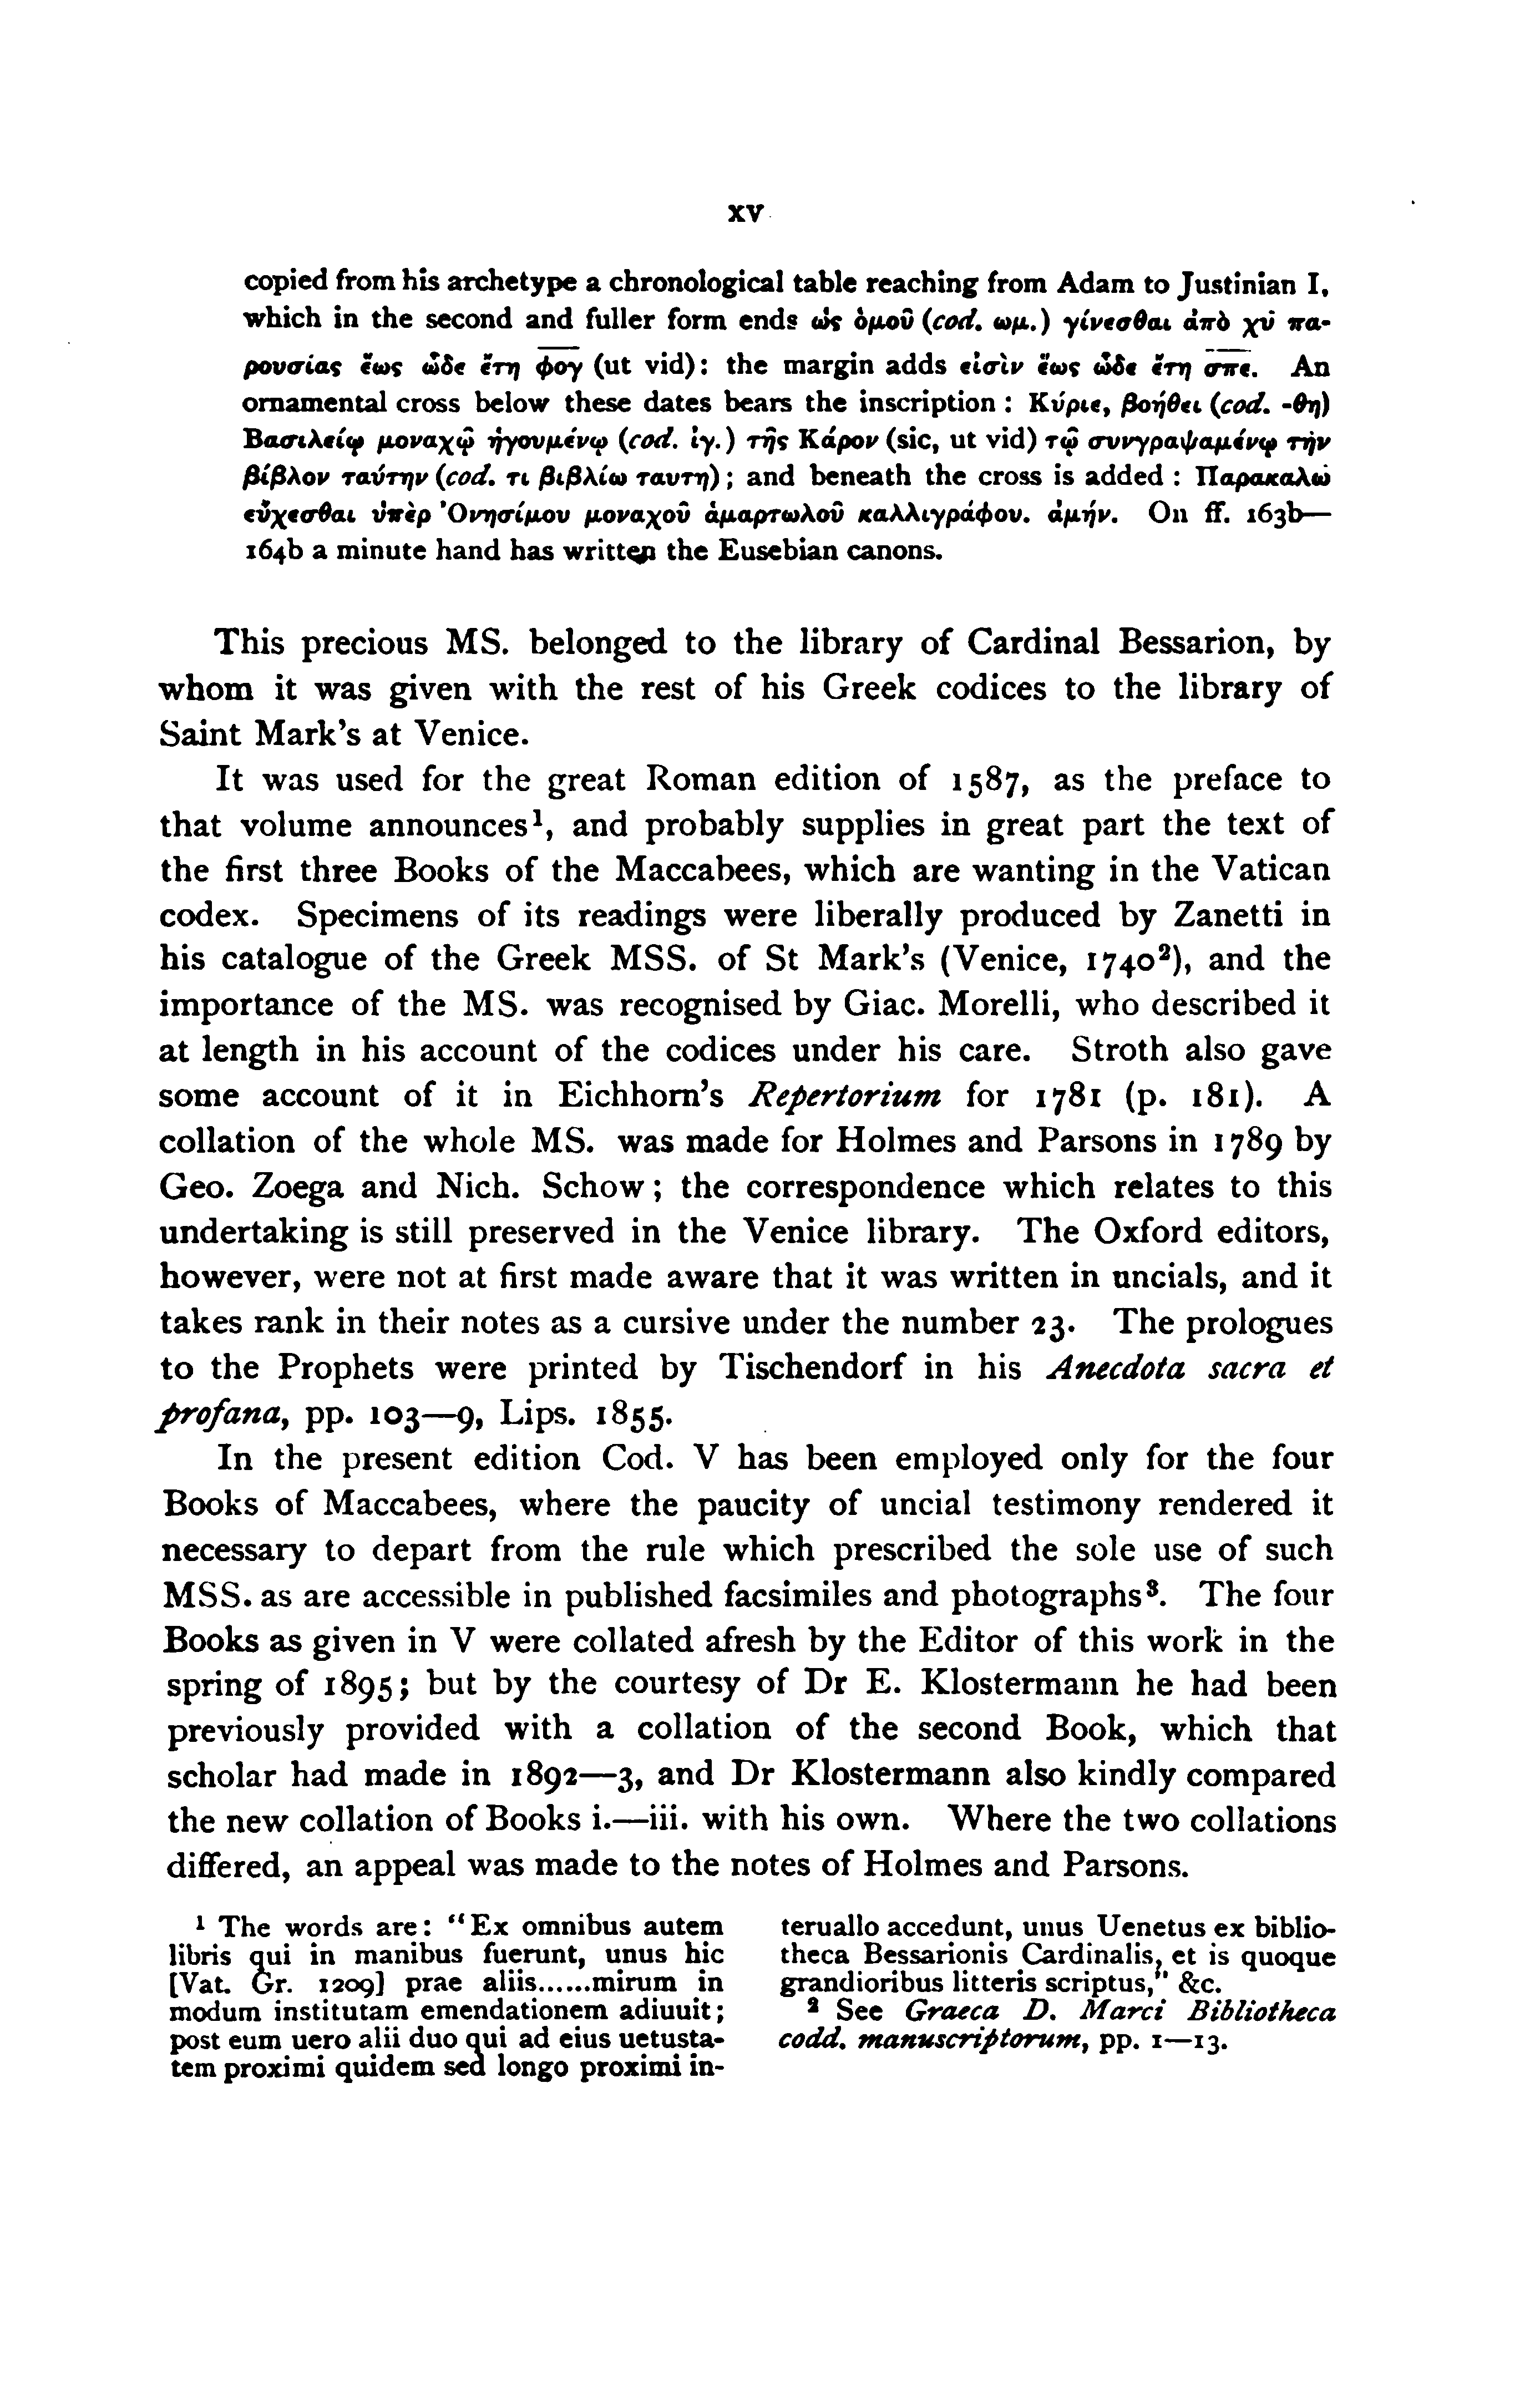 xv
copied from his archetype a chronological table reaching from Adam to Justinian I,
which in the second and fuller form ends ὡς ὁμοῦ (cod. ωμ.) γίνεσθαι ἀπὸ χῦ πα-
ρουσίας ἕως ὧδε ἔτη φ̅ο̅γ̅ (ut vid): the margin adds εἰσὶν ἕως ὧδε ἔτη σ̅π̅ε̅. An
ornamental cross below these dates bears the inscription : Κύριε, βοήθει (cod. -θη)
Βασιλείῳ μοναχῷ ἡγουμένῳ (cod. ἰγ.) τῆς Κάρου (sic, ut vid) τῷ συνγραψαμένῳ τὴν
βίβλον ταύτην (cod. τι βιβλίω ταυτη) ; and beneath the cross is added : Παρακαλῶ
εὔχεσθαι ὑπὲρ Ὀνησίμου μοναχοῦ ἁμαρτωλοῦ καλλιγράφου. ἀμήν. On ff. 163b—
164b a minute hand has written the Eusebian canons.
This precious MS. belonged to the library of Cardinal Bessarion, by
whom it was given with the rest of his Greek codices to the library of
Saint Mark's at Venice.
It was used for the great Roman edition of 1587, as the preface to
that volume announces¹, and probably supplies in great part the text of
the first three Books of the Maccabees, which are wanting in the Vatican
codex. Specimens of its readings were liberally produced by Zanetti in
his catalogue of the Greek MSS. of St Mark's (Venice, 1740²), and the
importance of the MS. was recognised by Giac. Morelli, who described it
at length in his account of the codices under his care. Stroth also gave
some account of it in Eichhorn's Repertorium for 1781 (p. 181). A
collation of the whole MS. was made for Holmes and Parsons in 1789 by
Geo. Zoega and Nich. Schow ; the correspondence which relates to this
undertaking is still preserved in the Venice library. The Oxford editors,
however, were not at first made aware that it was written in uncials, and it
takes rank in their notes as a cursive under the number 23. The prologues
to the Prophets were printed by Tischendorf in his Anecdota sacra et
profana, pp. 103—9, Lips. 1855.
In the present edition Cod. V has been employed only for the four
Books of Maccabees, where the paucity of uncial testimony rendered it
necessary to depart from the rule which prescribed the sole use of such
MSS. as are accessible in published facsimiles and photographs³. The four
Books as given in V were collated afresh by the Editor of this work in the
spring of 1895; but by the courtesy of Dr E. Klostermann he had been
previously provided with a collation of the second Book, which that
scholar had made in 1892—3, and Dr Klostermann also kindly compared
the new collation of Books i.—iii. with his own. Where the two collations
differed, an appeal was made to the notes of Holmes and Parsons.
¹ The words are: "Ex omnibus autem
libris qui in manibus fuerunt, unus hic
[Vat. Gr. 1209] prae aliis......mirum in
modum institutam emendationem adiuuit;
post eum uero alii duo qui ad eius uetusta-
tem proximi quidem sed longo proximi in-
teruallo accedunt, unus Uenetus ex biblio-
theca Bessarionis Cardinalis, et is quoque
grandioribus litteris scriptus," &c.
² See Graeca D. Marci Bibliotheca
codd. manuscriptorum, pp. 1—13.